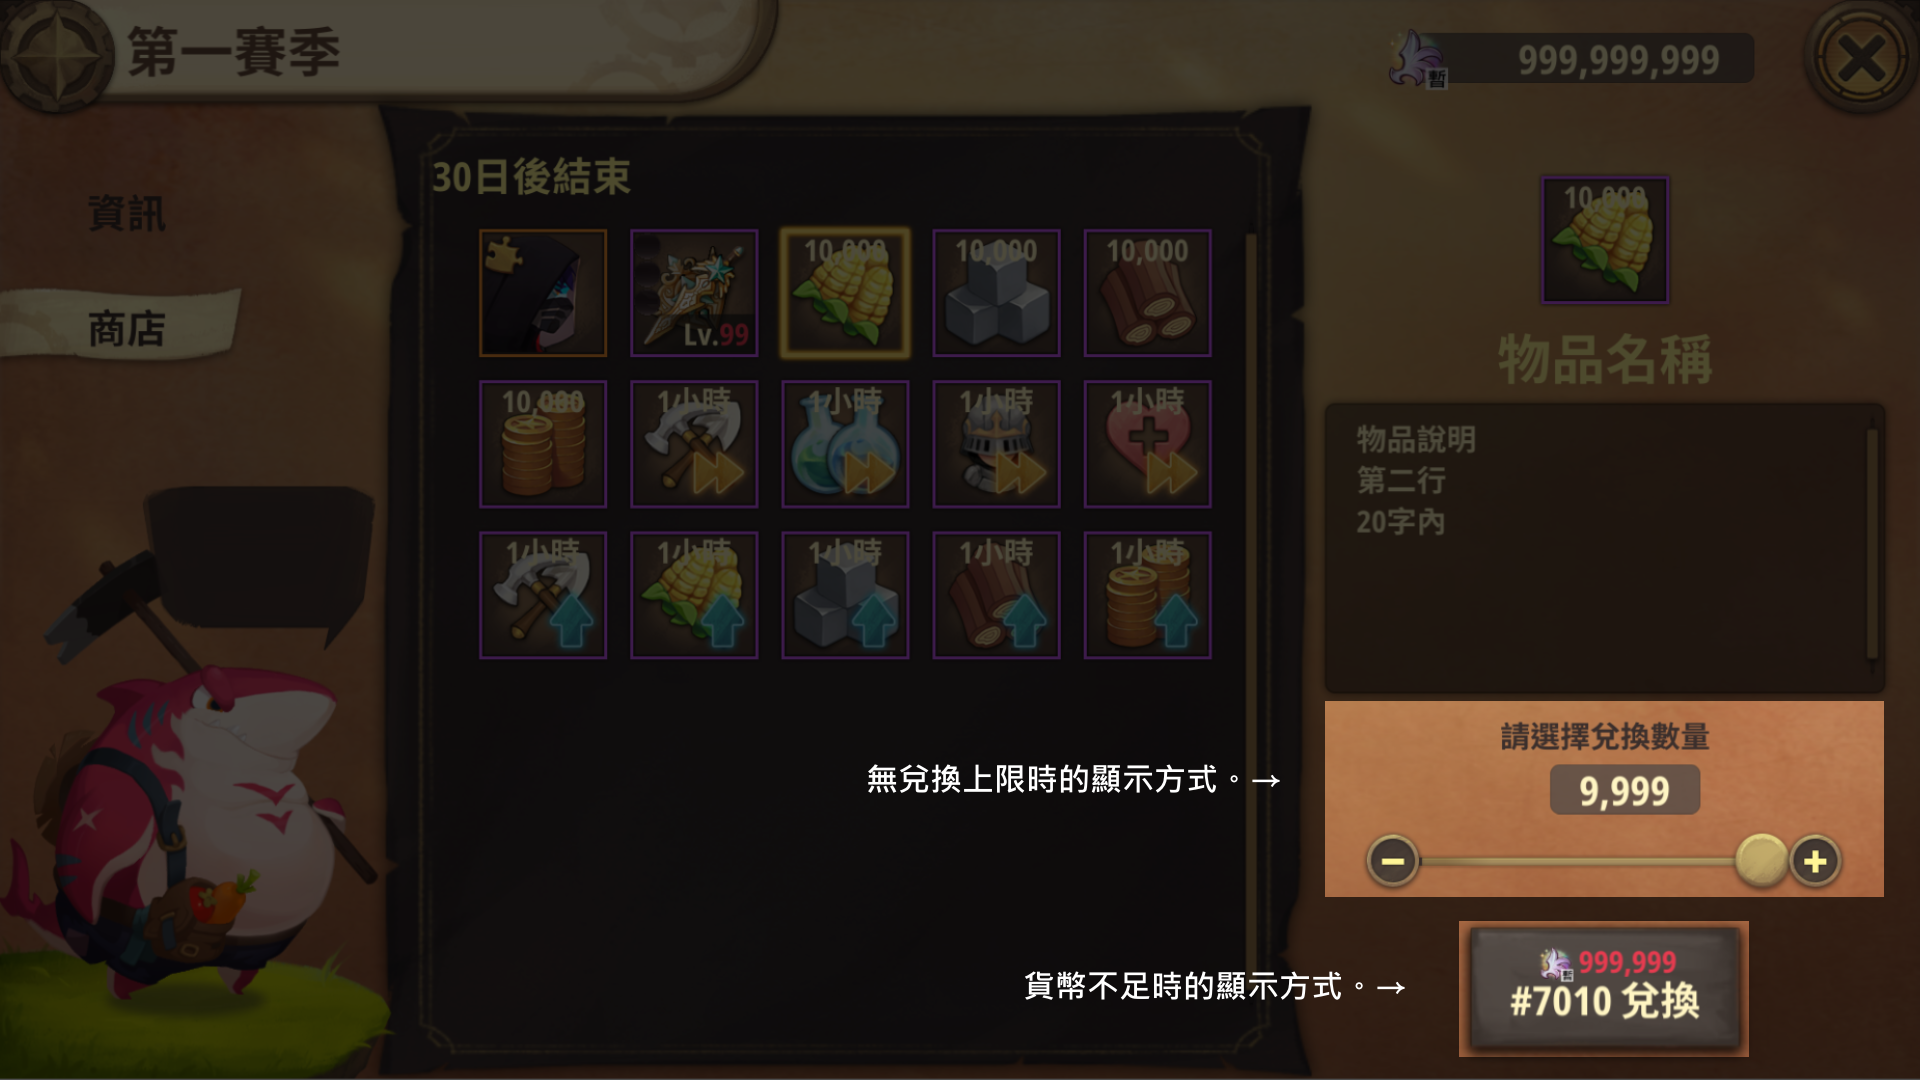 第一賽季
暫
999,999,999
資訊
商店
30日後結束
Lv.99
10,000
10,000
10,000
10,000
1小時
1小時
1小時
1小時
1小時
1小時
1小時
1小時
1小時
10,000
物品名稱
物品說明
第二行
20字內
無兌換上限時的顯示方式。→
請選擇兌換數量
9,999
貨幣不足時的顯示方式。→
暫
999,999
#7010 兌換